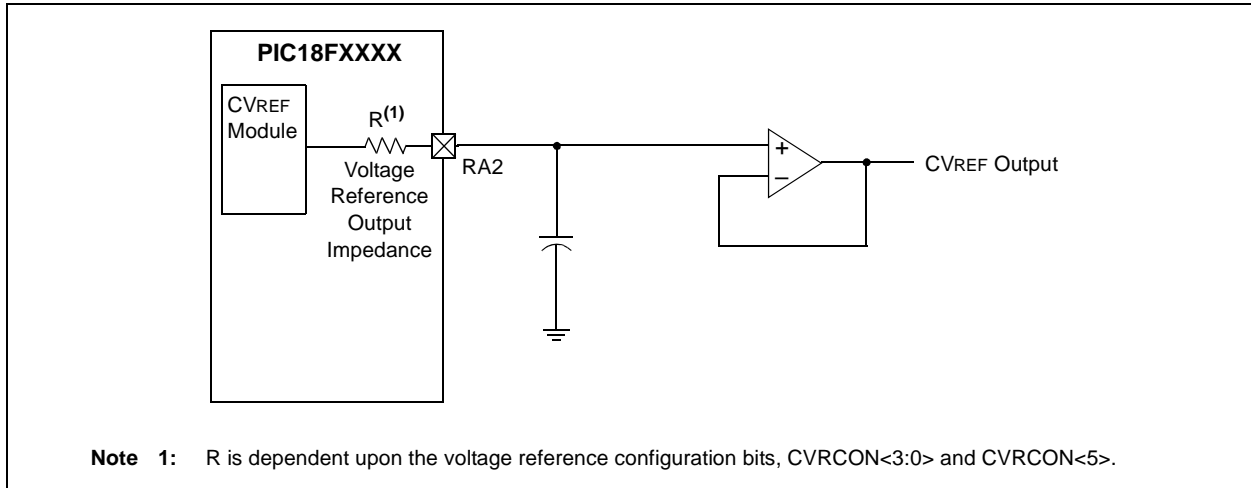 PIC18FXXXX
CVREF
Module
R(1)
Voltage
Reference
Output
Impedance
RA2
+
–
CVREF Output
Note 1: R is dependent upon the voltage reference configuration bits, CVRCON<3:0> and CVRCON<5>.